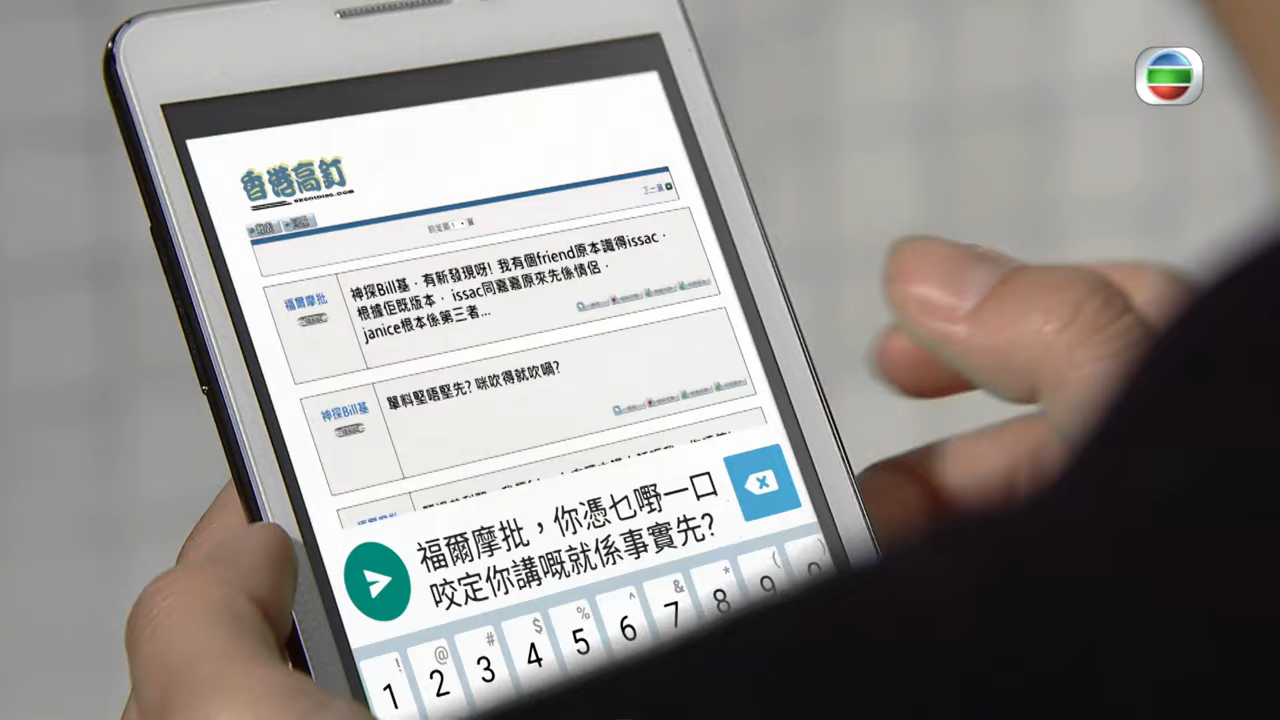 香港高釘
下一頁
福爾摩批
神探Bill基，有新發現呀! 我有個friend原本識得issac．
根據佢既版本． issac同嘉嘉原來先係情侶．
janice根本係第三者...
神探Bill基
單料堅唔堅先? 咪吹得就吹喎?
福爾摩批，你憑乜嘢一口
咬定你講嘅就係事實先?
! @ # $ % ^ & * ( )
1 2 3 4 5 6 7 8 9 0